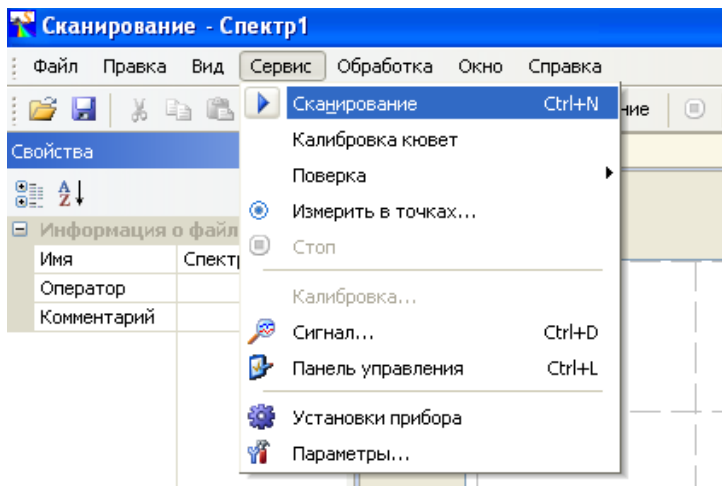 Сканирование - Спектр1
Файл Правка Вид Сервис Обработка Окно Справка
Сканирование Ctrl+N
Свойства
Калибровка кювет
Поверка
Измерить в точках...
Информация о файл
Имя Спектр
Стоп
Оператор
Калибровка...
Комментарий
Сигнал... Ctrl+D
Панель управления Ctrl+L
Установки прибора
Параметры...